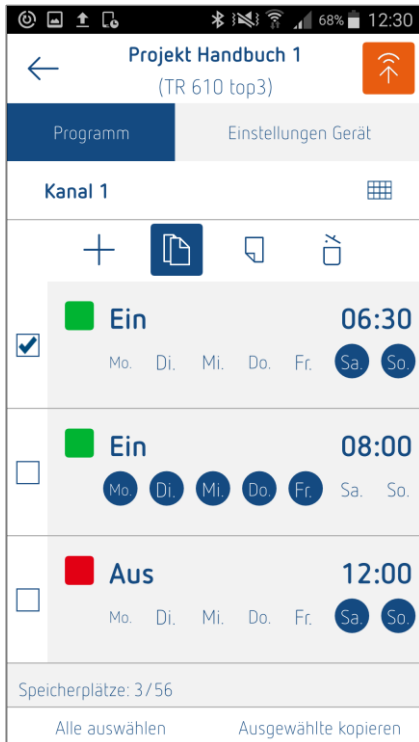 68% 12:30
Projekt Handbuch 1
(TR 610 top3)
Programm Einstellungen Gerät
Kanal 1
Ein 06:30
Mo. Di. Mi. Do. Fr. Sa. So.
Ein 08:00
Mo. Di. Mi. Do. Fr. Sa. So.
Aus 12:00
Mo. Di. Mi. Do. Fr. Sa. So.
Speicherplätze: 3/56
Alle auswählen Ausgewählte kopieren